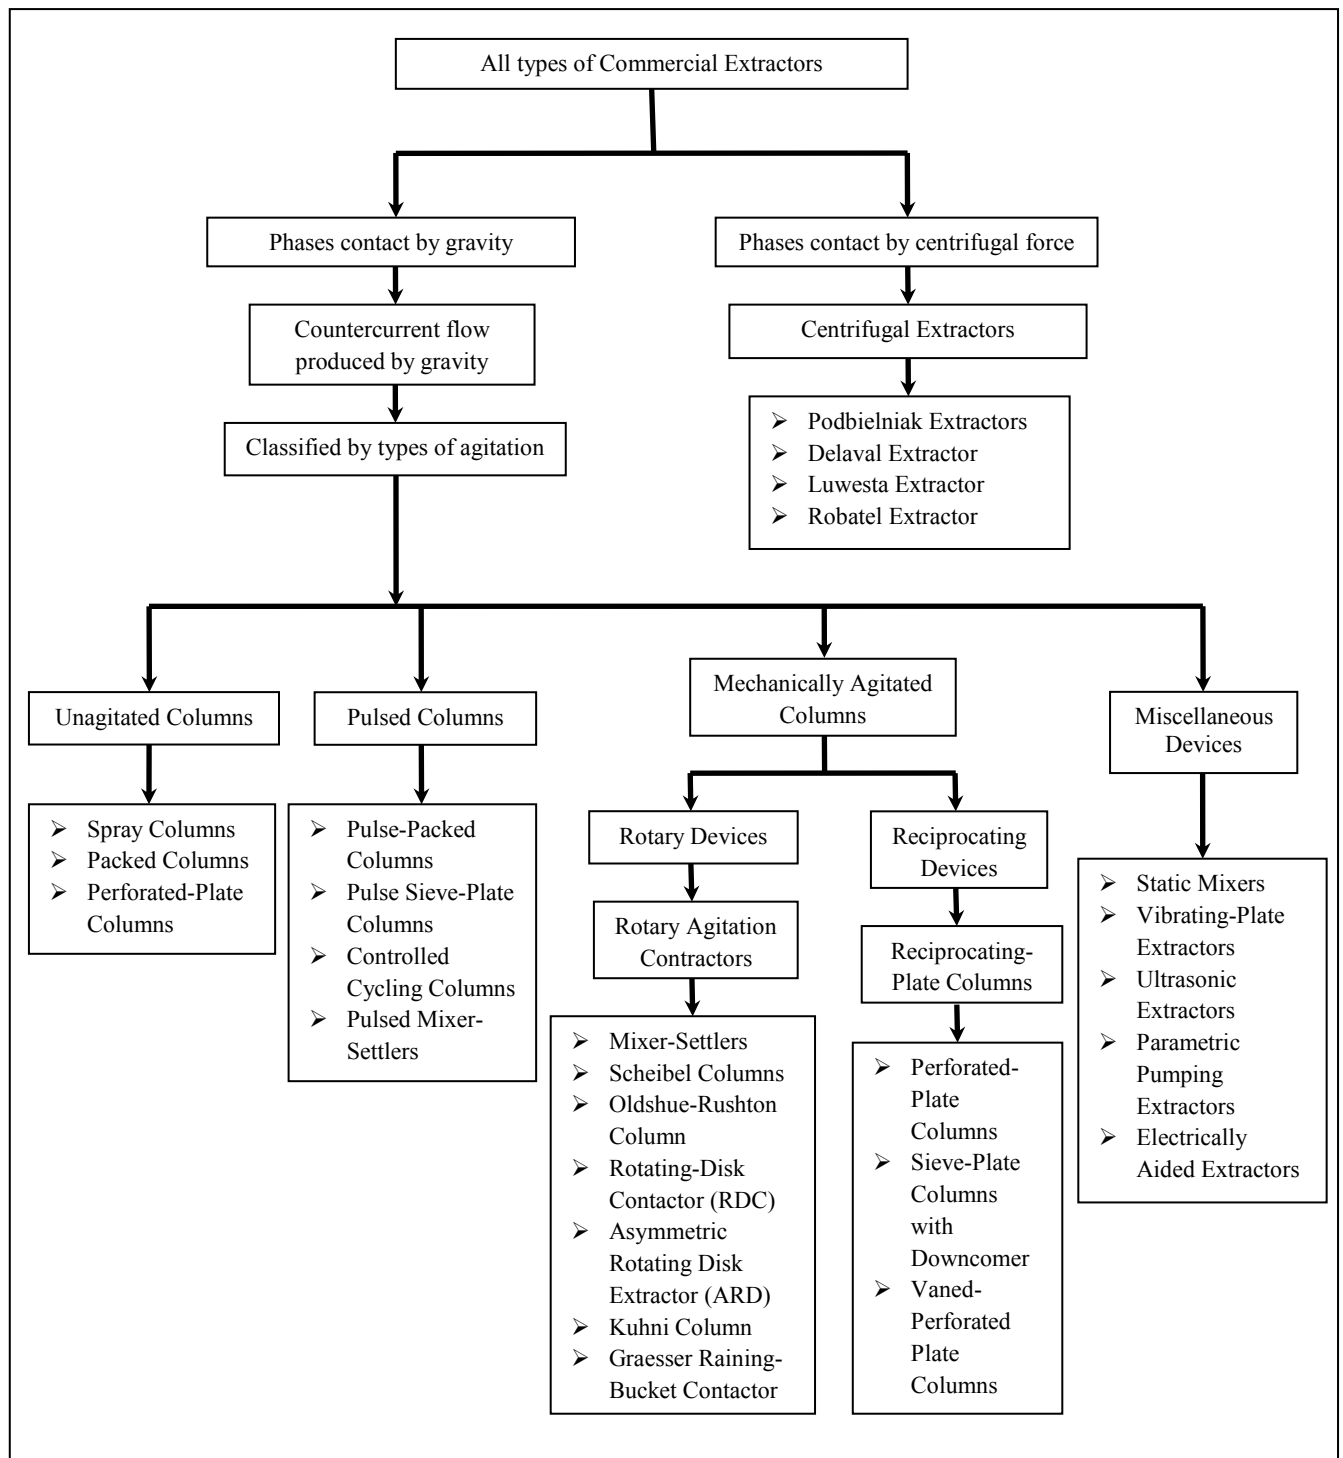 All types of Commercial Extractors
Phases contact by gravity
Phases contact by centrifugal force
Countercurrent flow
produced by gravity
Centrifugal Extractors
Classified by types of agitation
➢ Podbielniak Extractors
➢ Delaval Extractor
➢ Luwesta Extractor
➢ Robatel Extractor
Unagitated Columns
Pulsed Columns
Mechanically Agitated
Columns
Miscellaneous
Devices
➢ Spray Columns
➢ Packed Columns
➢ Perforated-Plate
Columns
➢ Pulse-Packed
Columns
➢ Pulse Sieve-Plate
Columns
➢ Controlled
Cycling Columns
➢ Pulsed Mixer-
Settlers
Rotary Devices
Rotary Agitation
Contractors
➢ Mixer-Settlers
➢ Scheibel Columns
➢ Oldshue-Rushton
Column
➢ Rotating-Disk
Contactor (RDC)
➢ Asymmetric
Rotating Disk
Extractor (ARD)
➢ Kuhni Column
➢ Graesser Raining-
Bucket Contactor
Reciprocating
Devices
Reciprocating-
Plate Columns
➢ Perforated-
Plate
Columns
➢ Sieve-Plate
Columns
with
Downcomer
➢ Vaned-
Perforated
Plate
Columns
➢ Static Mixers
➢ Vibrating-Plate
Extractors
➢ Ultrasonic
Extractors
➢ Parametric
Pumping
Extractors
➢ Electrically
Aided Extractors